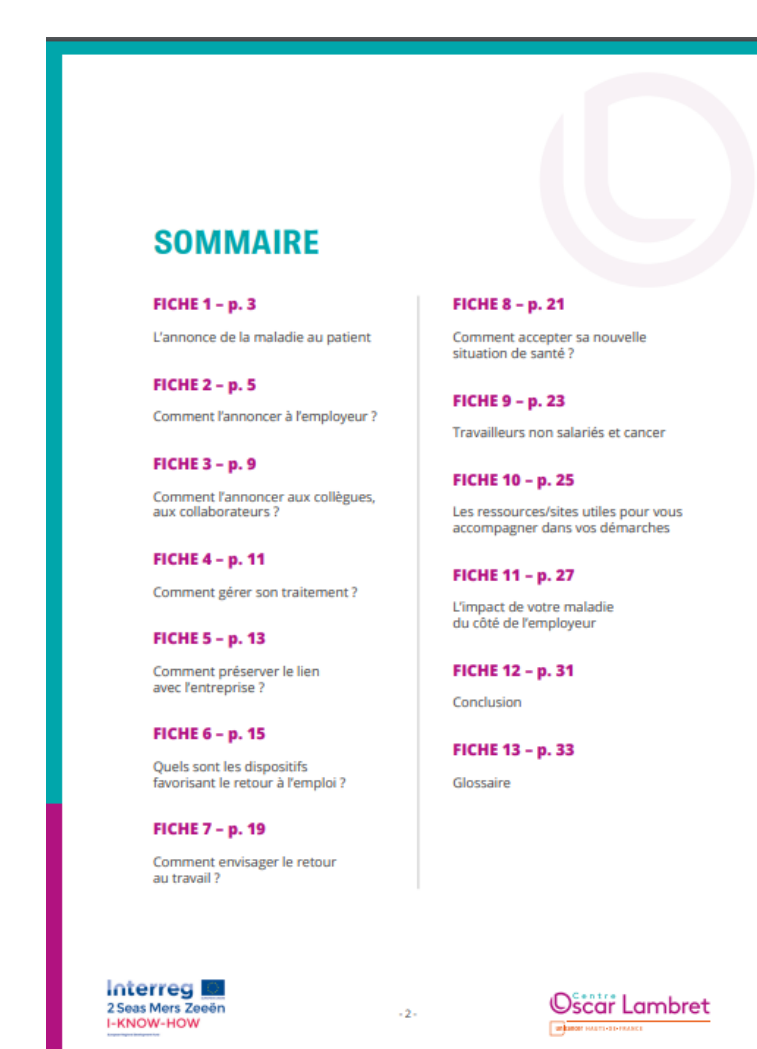 SOMMAIRE
FICHE 1 – p. 3
L'annonce de la maladie au patient
FICHE 2 – p. 5
Comment l'annoncer à l'employeur ?
FICHE 3 – p. 9
Comment l'annoncer aux collègues,
aux collaborateurs ?
FICHE 4 – p. 11
Comment gérer son traitement ?
FICHE 5 – p. 13
Comment préserver le lien
avec l'entreprise ?
FICHE 6 – p. 15
Quels sont les dispositifs
favorisant le retour à l'emploi ?
FICHE 7 – p. 19
Comment envisager le retour
au travail ?
FICHE 8 – p. 21
Comment accepter sa nouvelle
situation de santé ?
FICHE 9 – p. 23
Travailleurs non salariés et cancer
FICHE 10 – p. 25
Les ressources/sites utiles pour vous
accompagner dans vos démarches
FICHE 11 – p. 27
L'impact de votre maladie
du côté de l'employeur
FICHE 12 – p. 31
Conclusion
FICHE 13 – p. 33
Glossaire
Interreg
2 Seas Mers Zeeën
I-KNOW-HOW
- 2 -
Centre
Oscar Lambret
HAUTS-DE-FRANCE